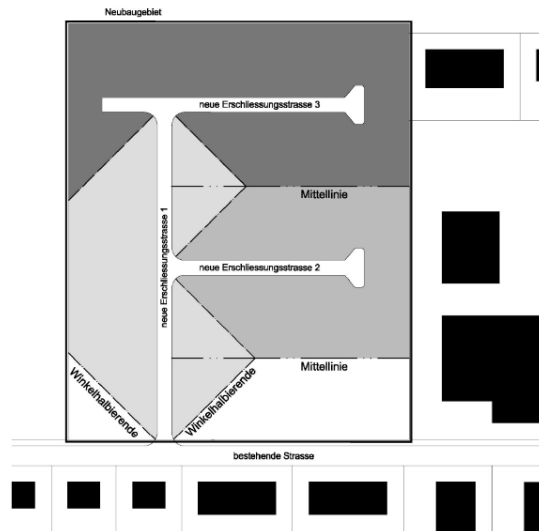 Neubaugebiet
neue Erschliessungsstrasse 3
Mittellinie
neue Erschliessungsstrasse 1
neue Erschliessungsstrasse 2
Mittellinie
Winkelhalbierende
Winkelhalbierende
bestehende Strasse